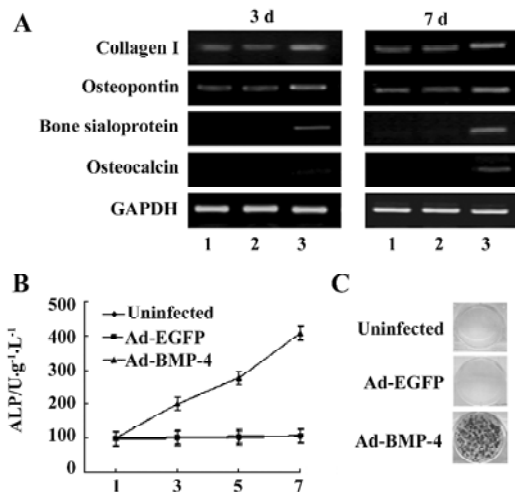 A
3 d
7 d
Collagen I
Osteopontin
Bone sialoprotein
Osteocalcin
GAPDH
1 2 3 1 2 3
B
ALP/U·g⁻¹·L⁻¹
500
400
300
200
100
0
1 3 5 7
Uninfected
Ad-EGFP
Ad-BMP-4
C
Uninfected
Ad-EGFP
Ad-BMP-4